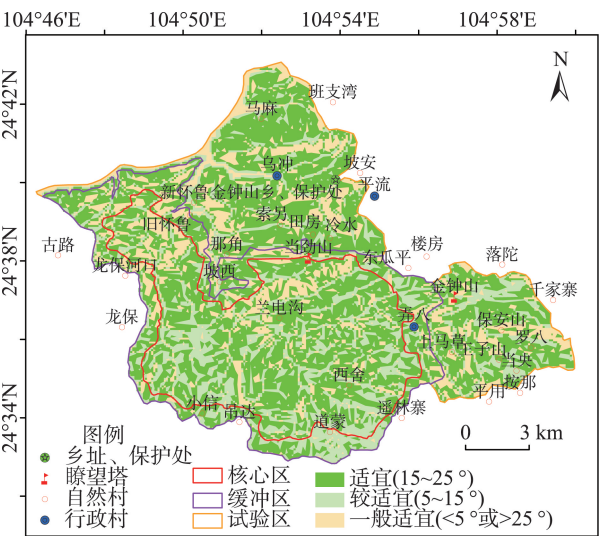 104°46′E 104°50′E 104°54′E 104°58′E
N
24°42′N
24°38′N
24°34′N
班支湾
马麻
乌冲
坡安
平流
新怀鲁金钟山乡、保护处
索另
田房
冷水
旧怀鲁
那角
当劲山
楼房
古路
东瓜平
落陀
龙保河口
坡西
金钟山
千家寨
兰电沟
龙保
保安山
罗八
王子山
当央
西舍
按那
平用
小信
吊达
道蒙
遥林寨
0 3 km
图例
乡址、保护处
瞭望塔
自然村
行政村
核心区
缓冲区
试验区
适宜(15~25 °)
较适宜(5~15 °)
一般适宜(<5 °或>25 °)